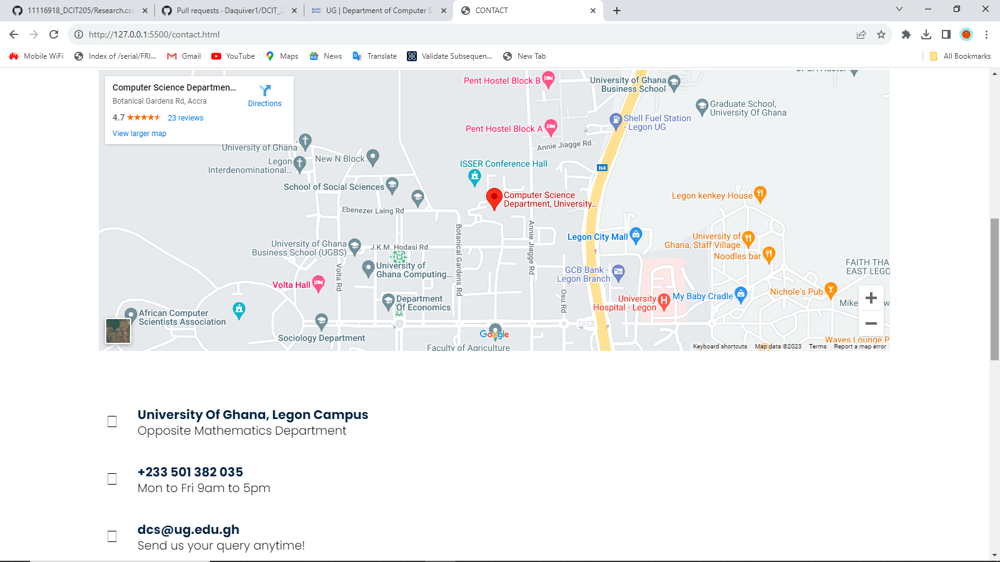 11116918_DCIT205/Research.css
Pull requests · Daquiver1/DCIT_2
UG | Department of Computer S
CONTACT
http://127.0.0.1:5500/contact.html
Mobile WiFi
Index of /serial/FRI...
Gmail
YouTube
Maps
News
Translate
Validate Subsequen...
New Tab
All Bookmarks
Computer Science Departmen...
Botanical Gardens Rd, Accra
4.7
23 reviews
View larger map
Directions
Pent Hostel Block B
University of Ghana
Business School
Graduate School,
University Of Ghana
Shell Fuel Station
- Legon UG
Pent Hostel Block A
Annie Jiagge Rd
University of Ghana
Legon
Interdenominational...
New N Block
ISSER Conference Hall
N4
School of Social Sciences
Computer Science
Department, University...
Legon kenkey House
Ebenezer Laing Rd
Botanical Gardens Rd
Annie Jiagge Rd
Legon City Mall
University of
Ghana, Staff Village
Noodles bar
University of Ghana
Business School (UGBS)
J.K.M. Hodasi Rd
University of
Ghana Computing...
Volta Rd
Volta Hall
GCB Bank -
Legon Branch
FAITH THA
EAST LEGO
Department
Of Economics
Osu Rd
University
Hospital - Legon
My Baby Cradle
Nichole's Pub
Mike
w
African Computer
Scientists Association
Sociology Department
Google
Faculty of Agriculture
Waves Lounge P
Keyboard shortcuts
Map data ©2023
Terms
Report a map error
University Of Ghana, Legon Campus
Opposite Mathematics Department
+233 501 382 035
Mon to Fri 9am to 5pm
dcs@ug.edu.gh
Send us your query anytime!